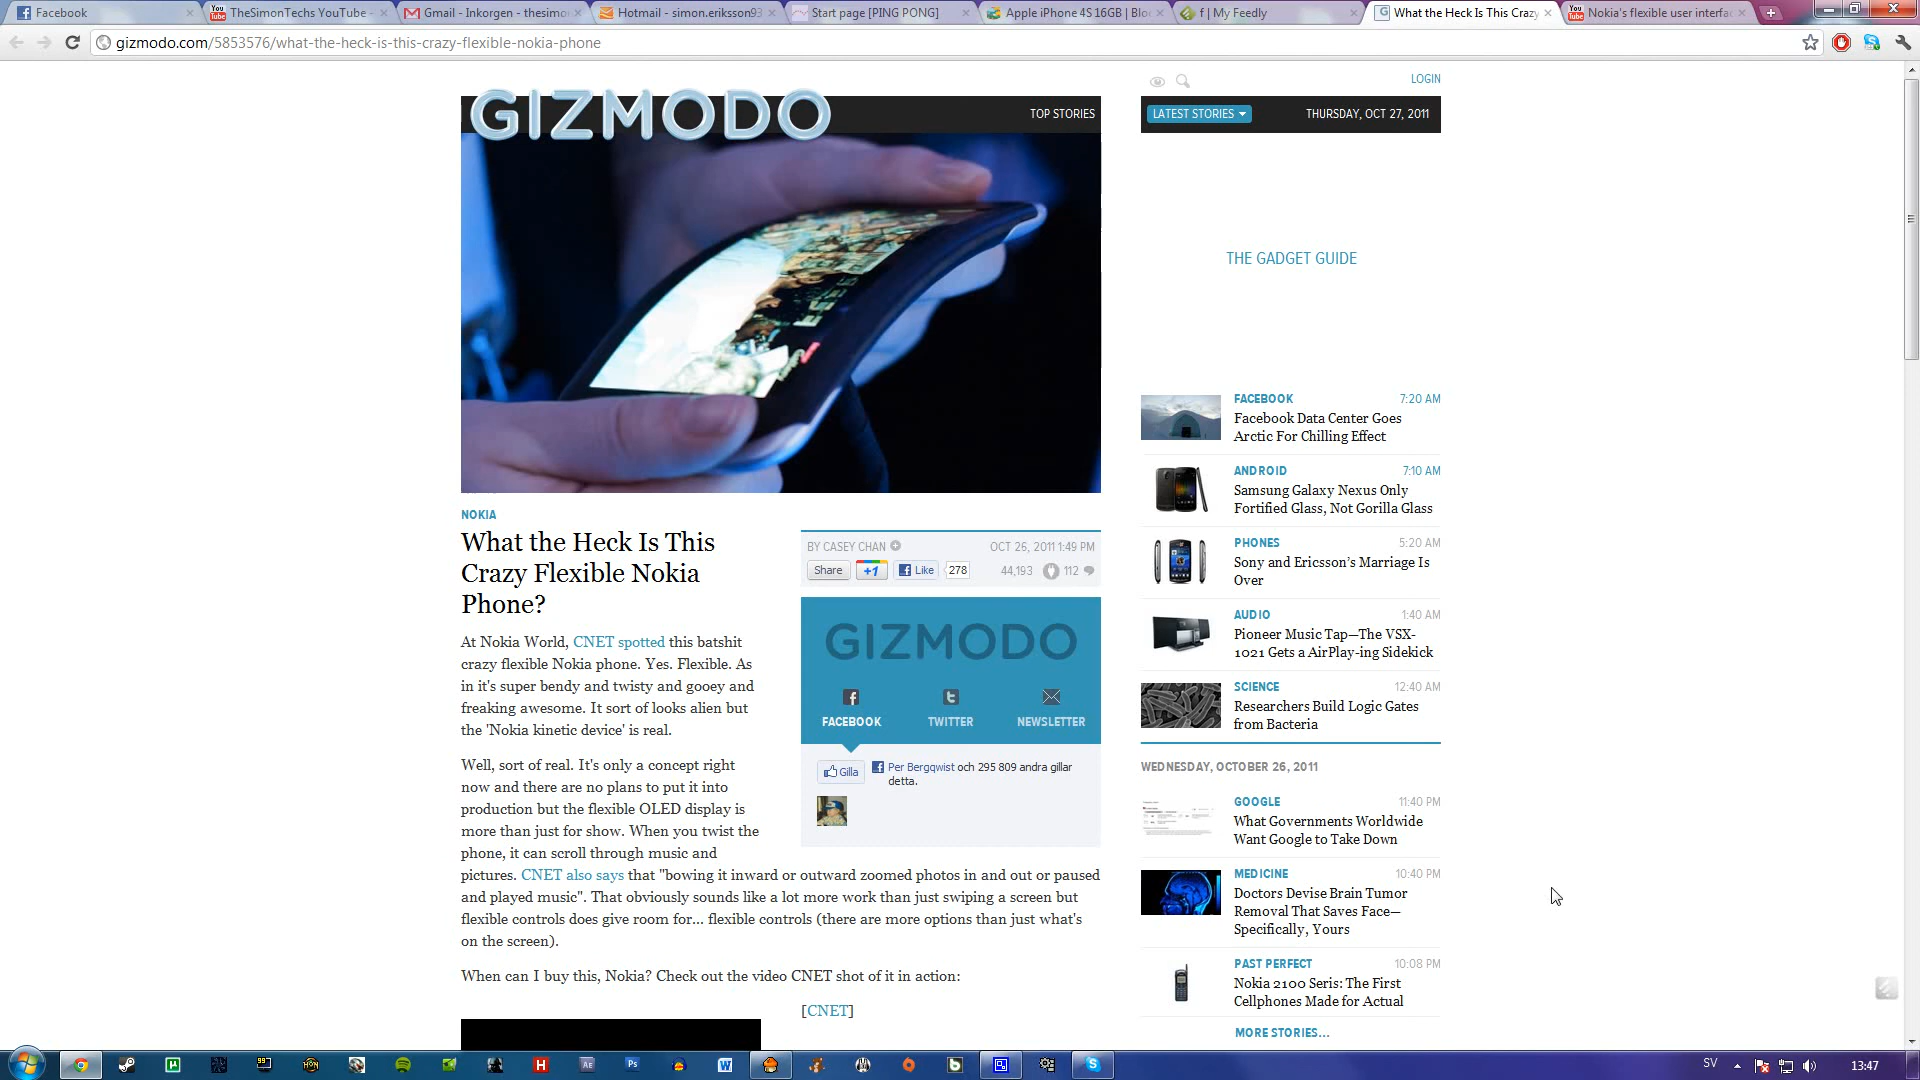 Facebook
TheSimonTechs YouTube -
Gmail - Inkorgen - thesimo
Hotmail - simon.eriksson93
Start page [PING PONG]
Apple iPhone 4S 16GB | Blo
f | My Feedly
What the Heck Is This Crazy
Nokia's flexible user interfa
gizmodo.com/5853576/what-the-heck-is-this-crazy-flexible-nokia-phone
LOGIN
GIZMODO
TOP STORIES
LATEST STORIES
THURSDAY, OCT 27, 2011
THE GADGET GUIDE
NOKIA
What the Heck Is This
Crazy Flexible Nokia
Phone?
BY CASEY CHAN
OCT 26, 2011 1:49 PM
Share
+1
Like
278
44,193
112
GIZMODO
FACEBOOK
TWITTER
NEWSLETTER
Gilla
Per Bergqwist och 295 809 andra gillar
detta.
At Nokia World, CNET spotted this batshit
crazy flexible Nokia phone. Yes. Flexible. As
in it's super bendy and twisty and gooey and
freaking awesome. It sort of looks alien but
the 'Nokia kinetic device' is real.
Well, sort of real. It's only a concept right
now and there are no plans to put it into
production but the flexible OLED display is
more than just for show. When you twist the
phone, it can scroll through music and
pictures. CNET also says that "bowing it inward or outward zoomed photos in and out or paused
and played music". That obviously sounds like a lot more work than just swiping a screen but
flexible controls does give room for... flexible controls (there are more options than just what's
on the screen).
When can I buy this, Nokia? Check out the video CNET shot of it in action:
[CNET]
FACEBOOK
7:20 AM
Facebook Data Center Goes
Arctic For Chilling Effect
ANDROID
7:10 AM
Samsung Galaxy Nexus Only
Fortified Glass, Not Gorilla Glass
PHONES
5:20 AM
Sony and Ericsson's Marriage Is
Over
AUDIO
1:40 AM
Pioneer Music Tap—The VSX-
1021 Gets a AirPlay-ing Sidekick
SCIENCE
12:40 AM
Researchers Build Logic Gates
from Bacteria
WEDNESDAY, OCTOBER 26, 2011
GOOGLE
11:40 PM
What Governments Worldwide
Want Google to Take Down
MEDICINE
10:40 PM
Doctors Devise Brain Tumor
Removal That Saves Face—
Specifically, Yours
PAST PERFECT
10:08 PM
Nokia 2100 Seris: The First
Cellphones Made for Actual
MORE STORIES...
SV
13:47